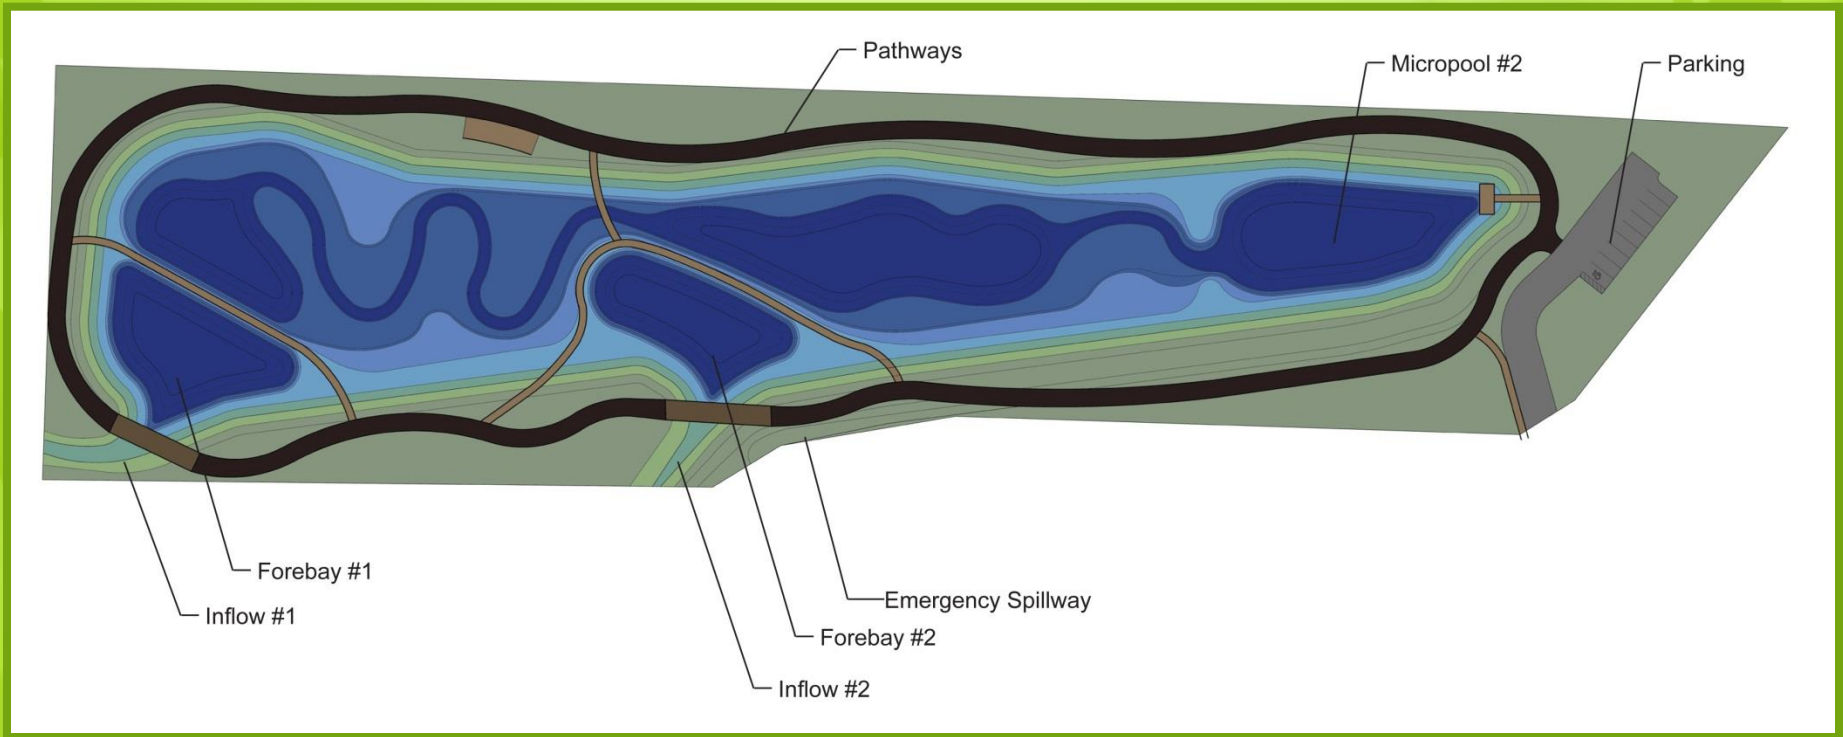 Pathways
Micropool #2
Parking
Forebay #1
Emergency Spillway
Inflow #1
Forebay #2
Inflow #2